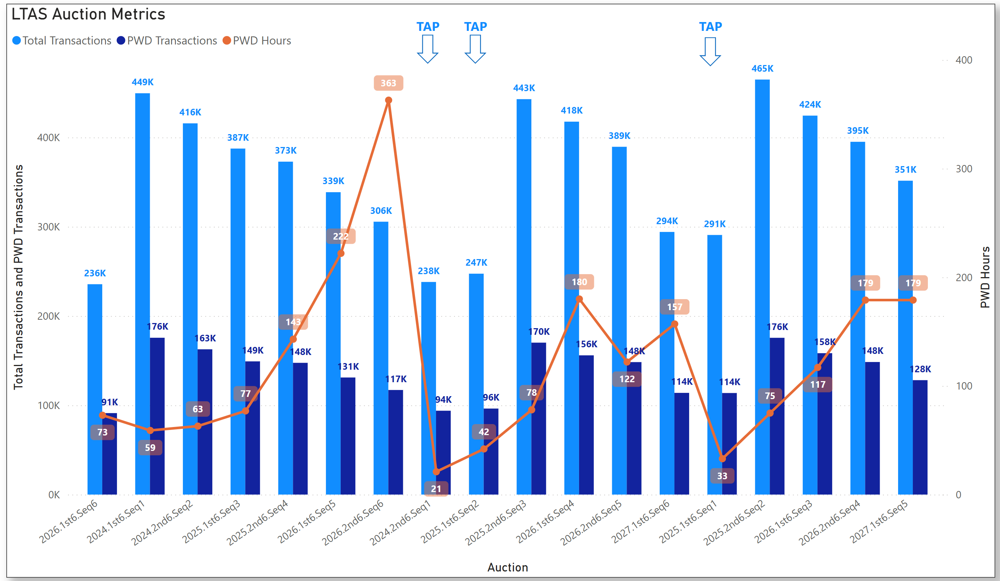 LTAS Auction Metrics
Total Transactions PWD Transactions PWD Hours
TAP TAP TAP
Total Transactions and PWD Transactions
400K
300K
200K
100K
0K
PWD Hours
400
300
200
100
0
236K 449K 416K 387K 373K 339K 306K 238K 247K 443K 418K 389K 294K 291K 465K 424K 395K 351K
91K 176K 163K 149K 148K 131K 117K 94K 96K 170K 156K 148K 114K 114K 176K 158K 148K 128K
73 59 63 77 143 222 363 21 42 78 180 122 157 33 75 117 179 179
2026.1st6.Seq6
2024.1st6.Seq1
2024.2nd6.Seq2
2025.1st6.Seq3
2025.2nd6.Seq4
2026.1st6.Seq5
2026.2nd6.Seq6
2024.2nd6.Seq1
2025.1st6.Seq2
2025.2nd6.Seq3
2026.1st6.Seq4
2026.2nd6.Seq5
2027.1st6.Seq6
2025.1st6.Seq1
2025.2nd6.Seq2
2026.1st6.Seq3
2026.2nd6.Seq4
2027.1st6.Seq5
Auction